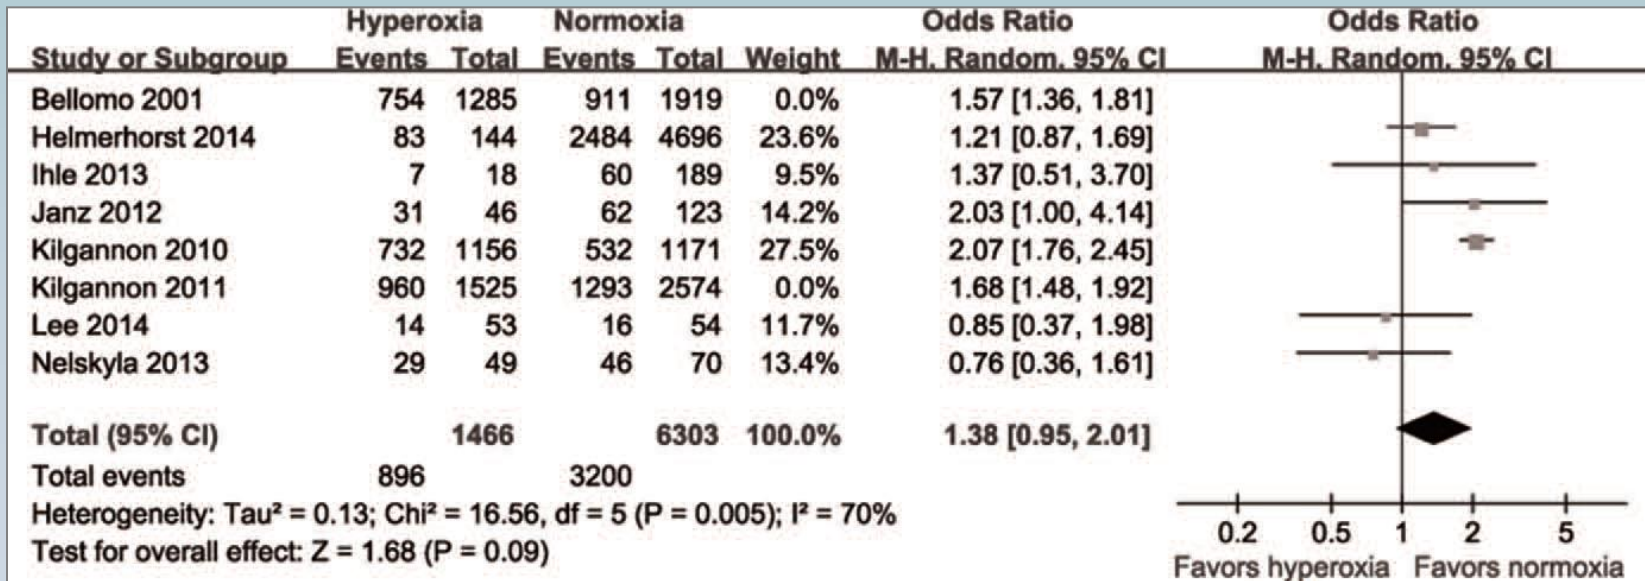 Hyperoxia Normoxia Odds Ratio Odds Ratio
Study or Subgroup Events Total Events Total Weight M-H. Random. 95% CI M-H. Random. 95% CI
Bellomo 2001 754 1285 911 1919 0.0% 1.57 [1.36, 1.81]
Helmerhorst 2014 83 144 2484 4696 23.6% 1.21 [0.87, 1.69]
Ihle 2013 7 18 60 189 9.5% 1.37 [0.51, 3.70]
Janz 2012 31 46 62 123 14.2% 2.03 [1.00, 4.14]
Kilgannon 2010 732 1156 532 1171 27.5% 2.07 [1.76, 2.45]
Kilgannon 2011 960 1525 1293 2574 0.0% 1.68 [1.48, 1.92]
Lee 2014 14 53 16 54 11.7% 0.85 [0.37, 1.98]
Nelskyla 2013 29 49 46 70 13.4% 0.76 [0.36, 1.61]
Total (95% CI) 1466 6303 100.0% 1.38 [0.95, 2.01]
Total events 896 3200
Heterogeneity: Tau² = 0.13; Chi² = 16.56, df = 5 (P = 0.005); I² = 70%
Test for overall effect: Z = 1.68 (P = 0.09)
0.2 0.5 1 2 5
Favors hyperoxia Favors normoxia